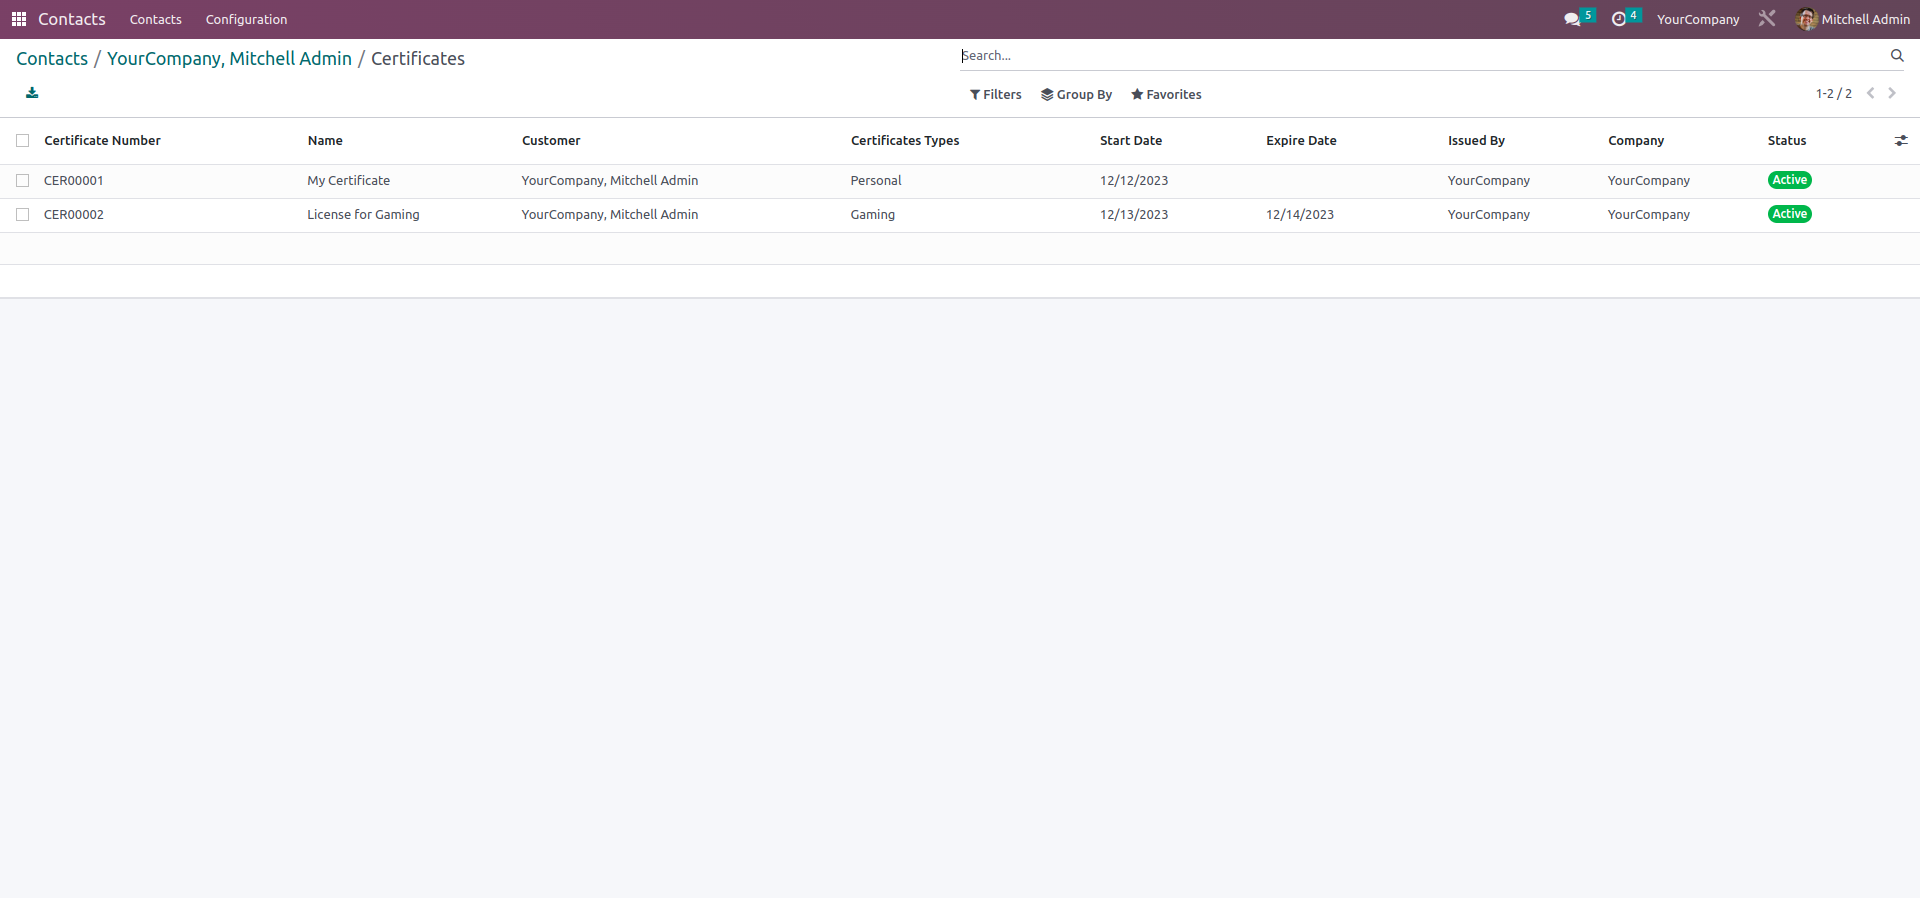 Contacts Contacts Configuration 5 4 YourCompany Mitchell Admin
Contacts / YourCompany, Mitchell Admin / Certificates Search...
Filters Group By Favorites 1-2 / 2
Certificate Number Name Customer Certificates Types Start Date Expire Date Issued By Company Status
CER00001 My Certificate YourCompany, Mitchell Admin Personal 12/12/2023 YourCompany YourCompany Active
CER00002 License for Gaming YourCompany, Mitchell Admin Gaming 12/13/2023 12/14/2023 YourCompany YourCompany Active